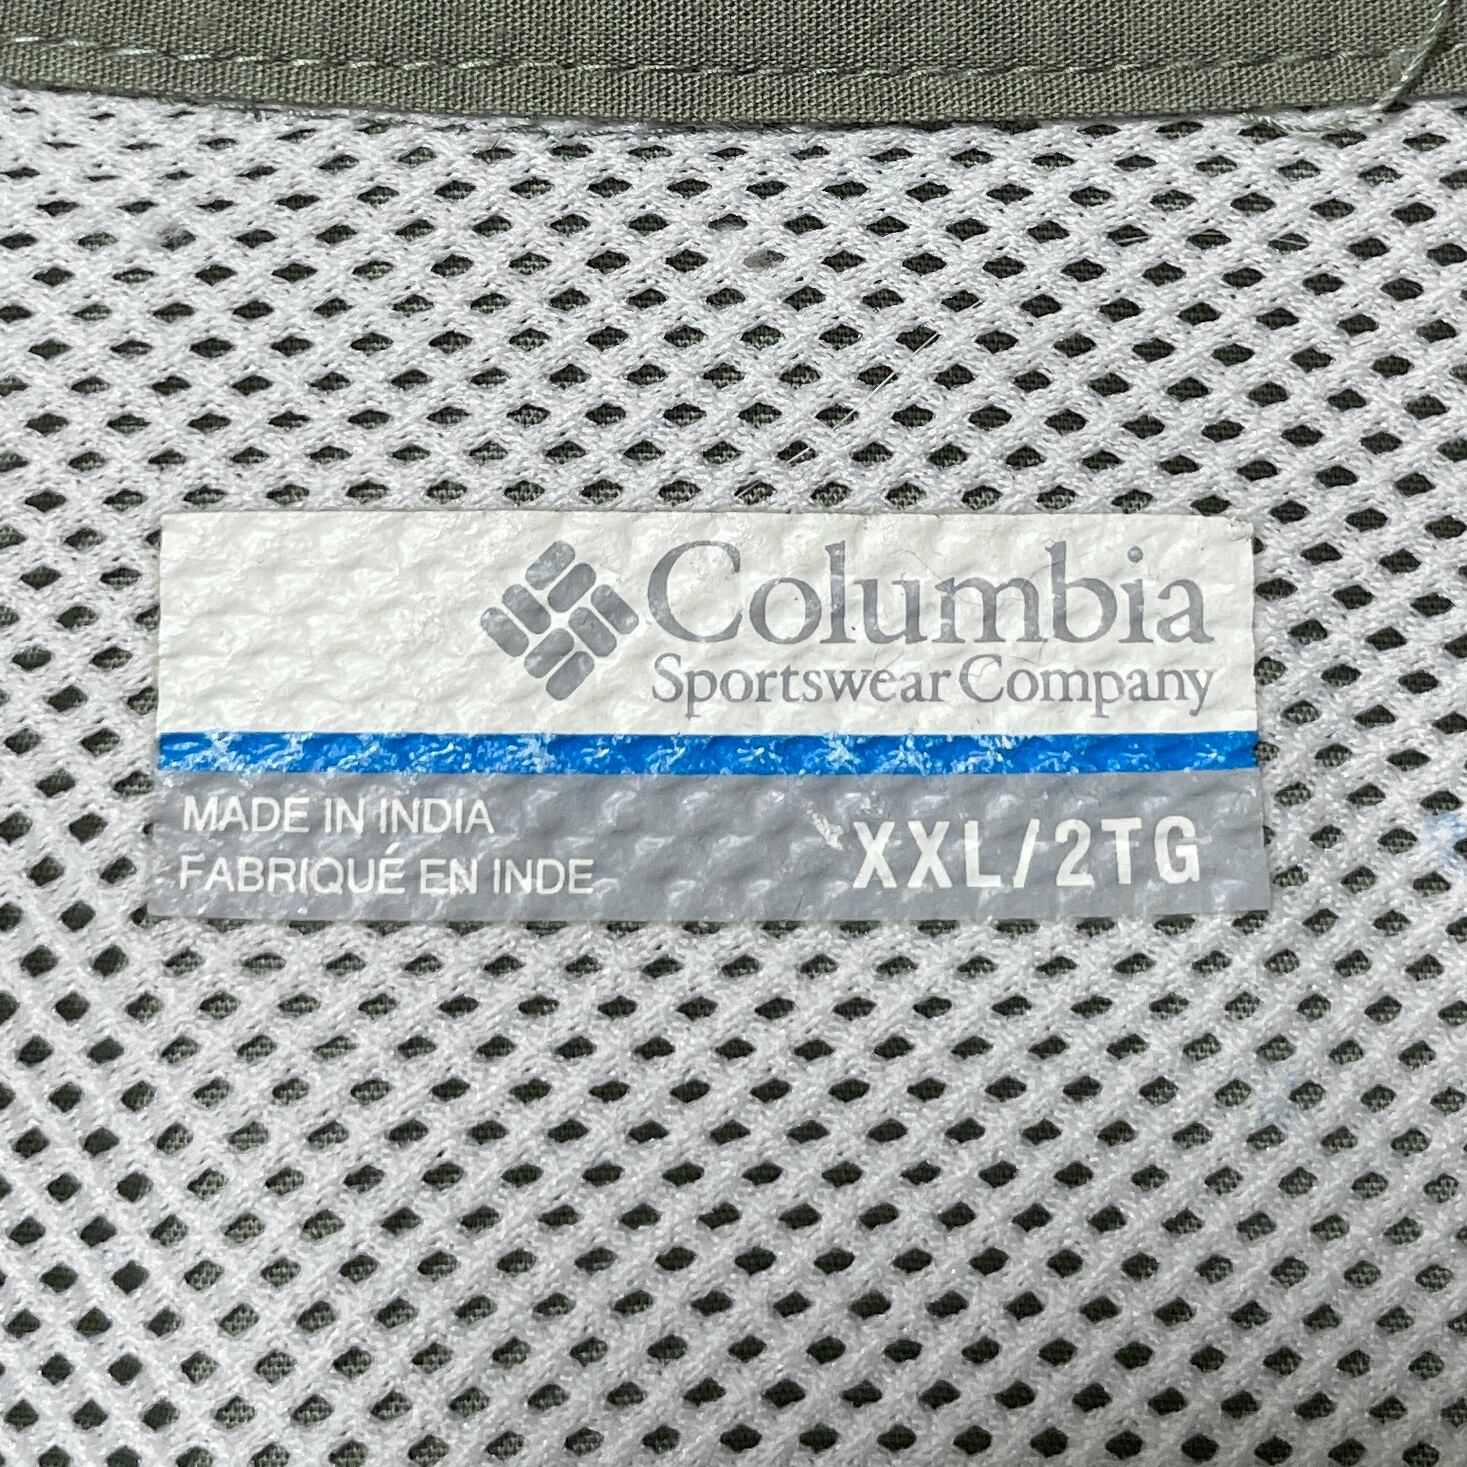 Columbia
Sportswear Company
MADE IN INDIA
FABRIQUÉ EN INDE
XXL/2TG